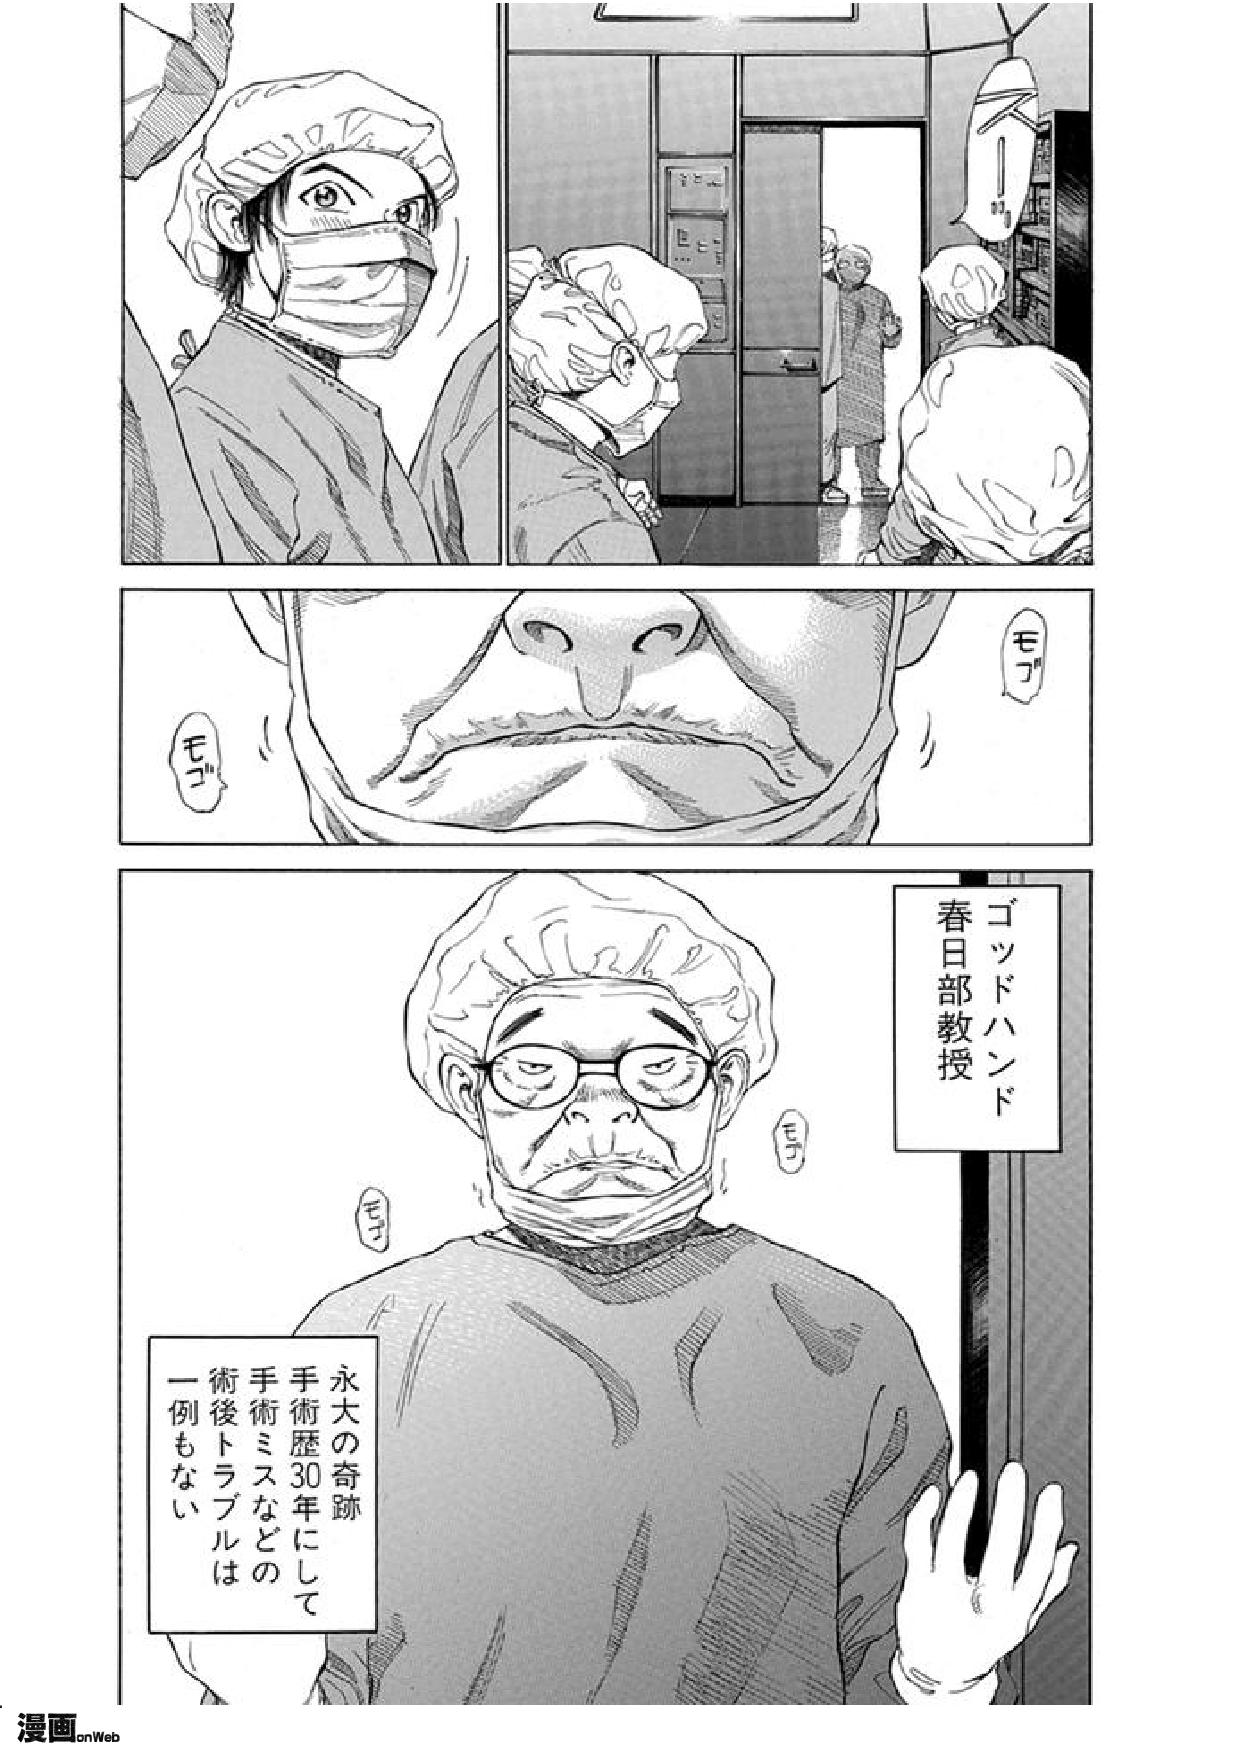 スーッ
モゴ
モゴ
ゴッドハンド
春日部教授
モゴ
モゴ
永大の奇跡
手術歴30年にして
手術ミスなどの
術後トラブルは
一例もない
漫画onWeb